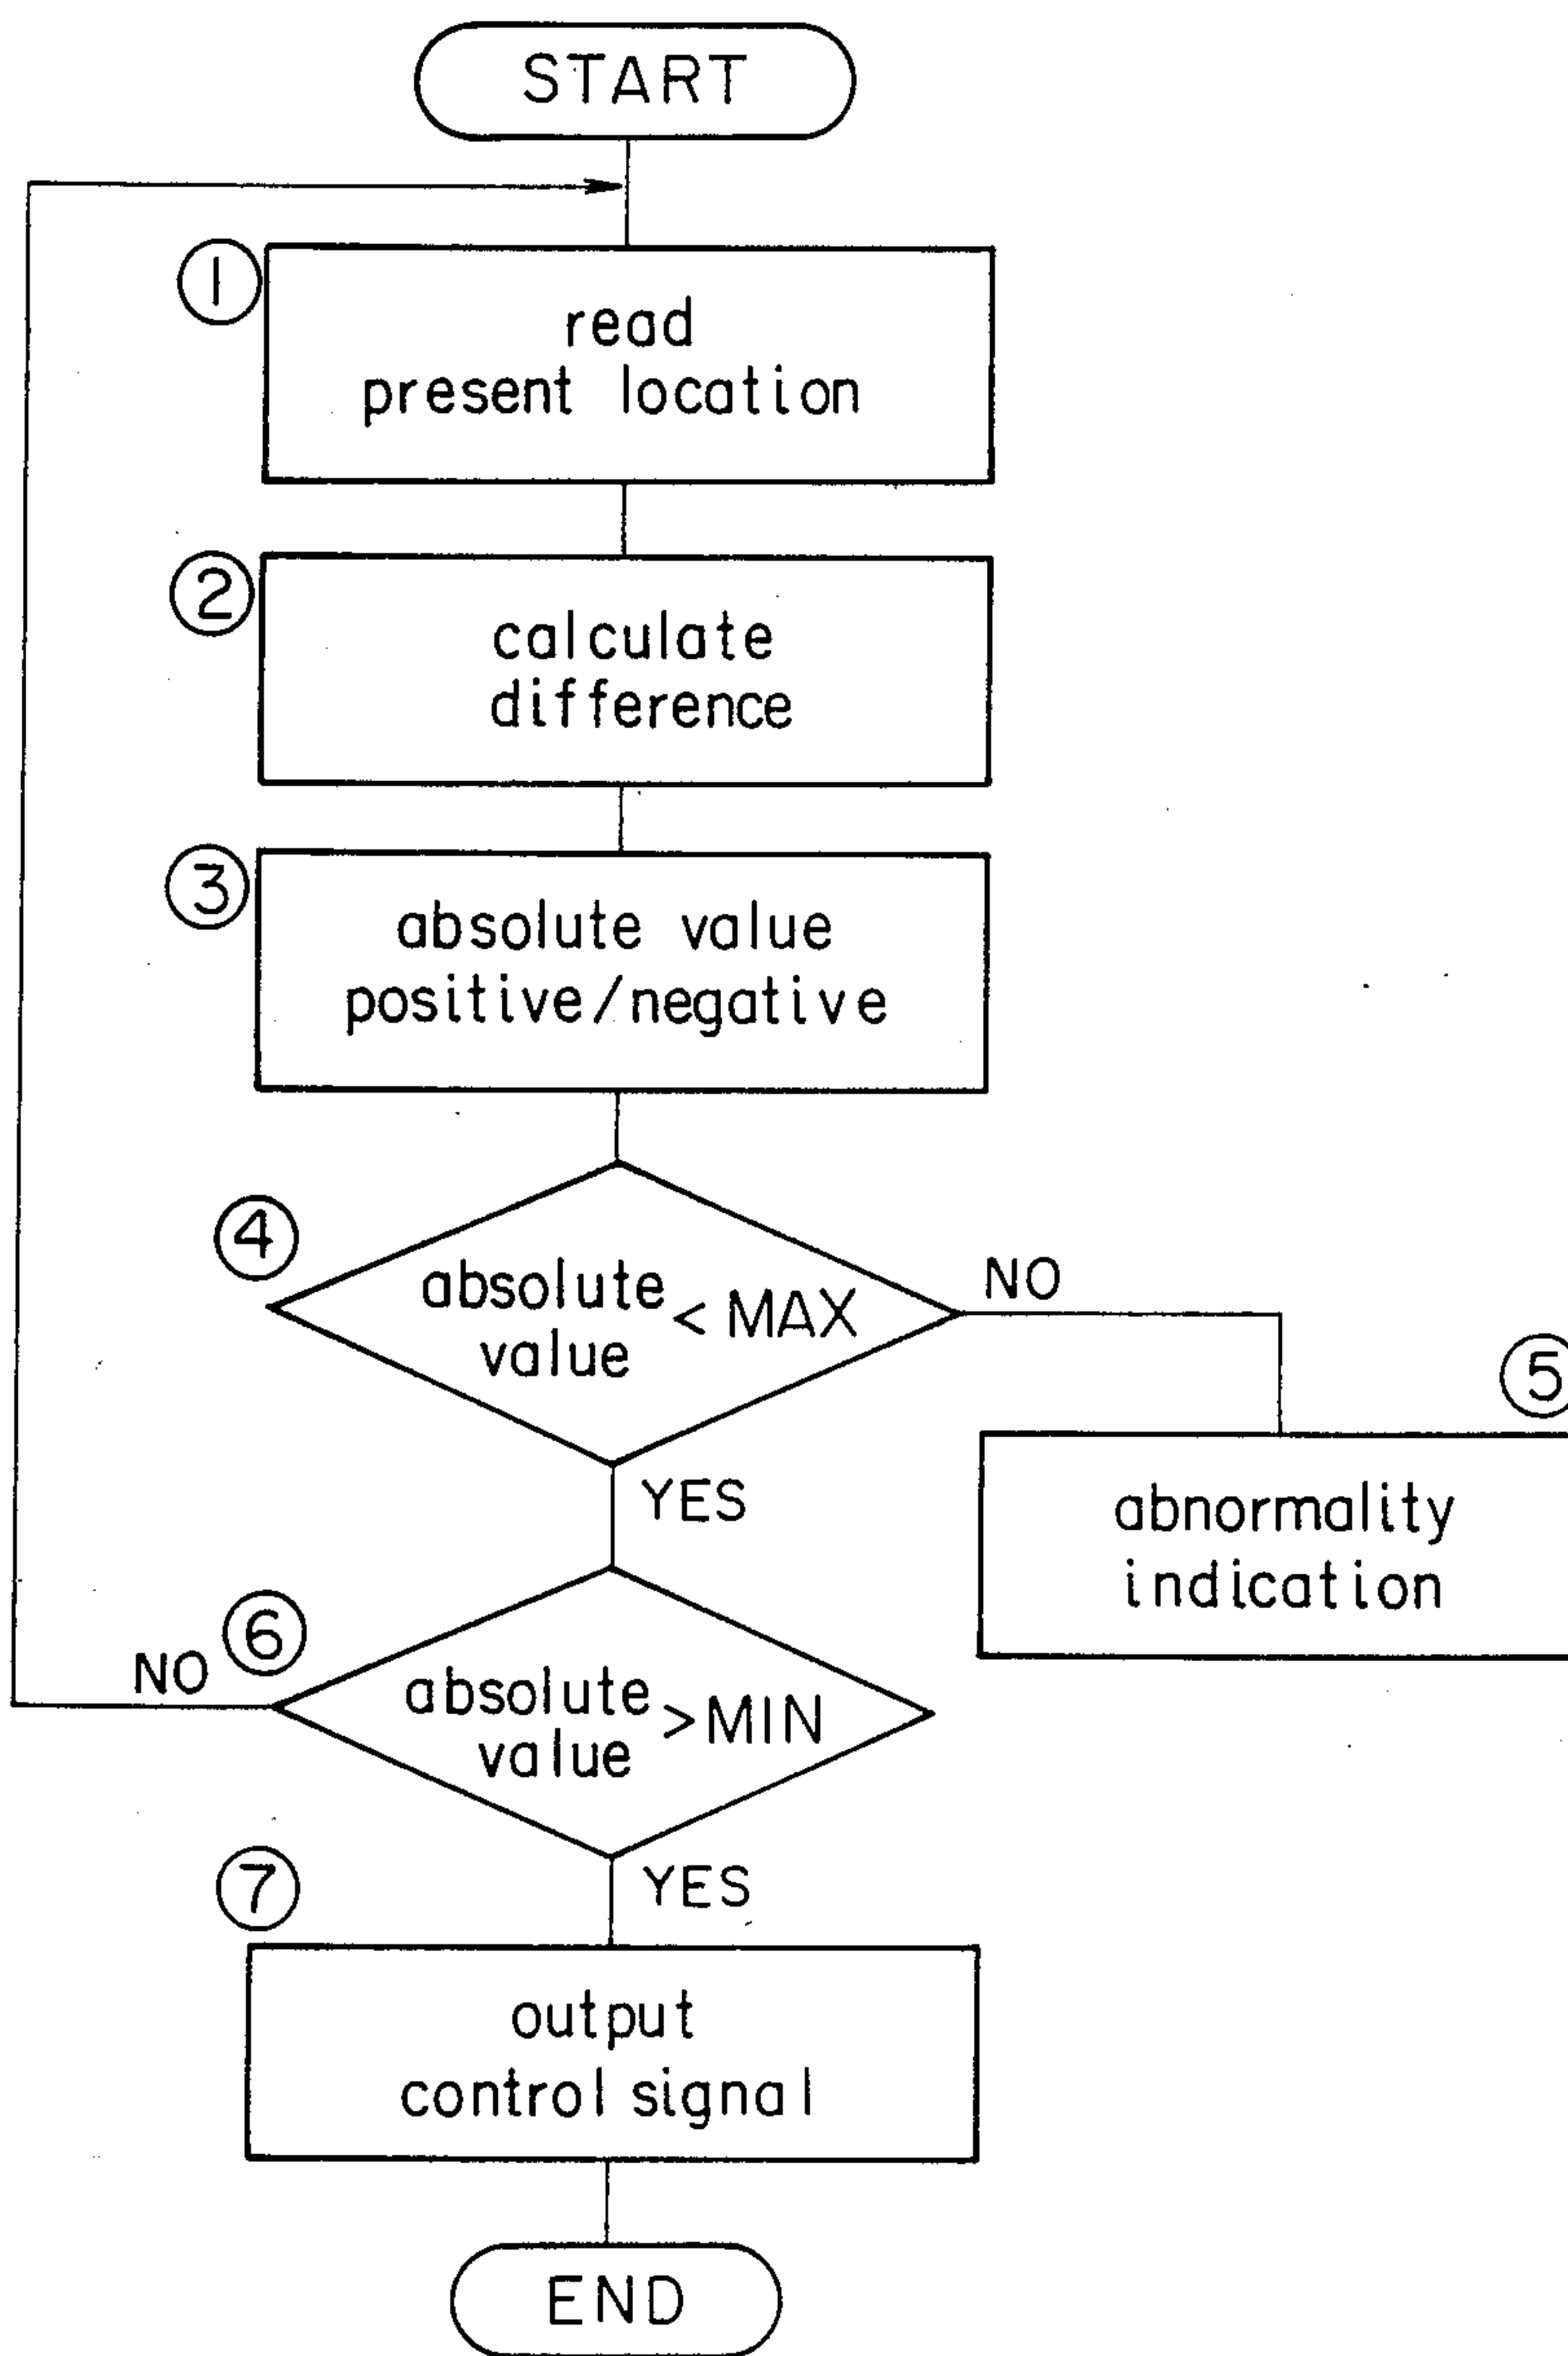 START
①
read
present location
②
calculate
difference
③
absolute value
positive/negative
④
absolute
value < MAX
NO
YES
⑤
abnormality
indication
⑥
NO
absolute
value > MIN
YES
⑦
output
control signal
END